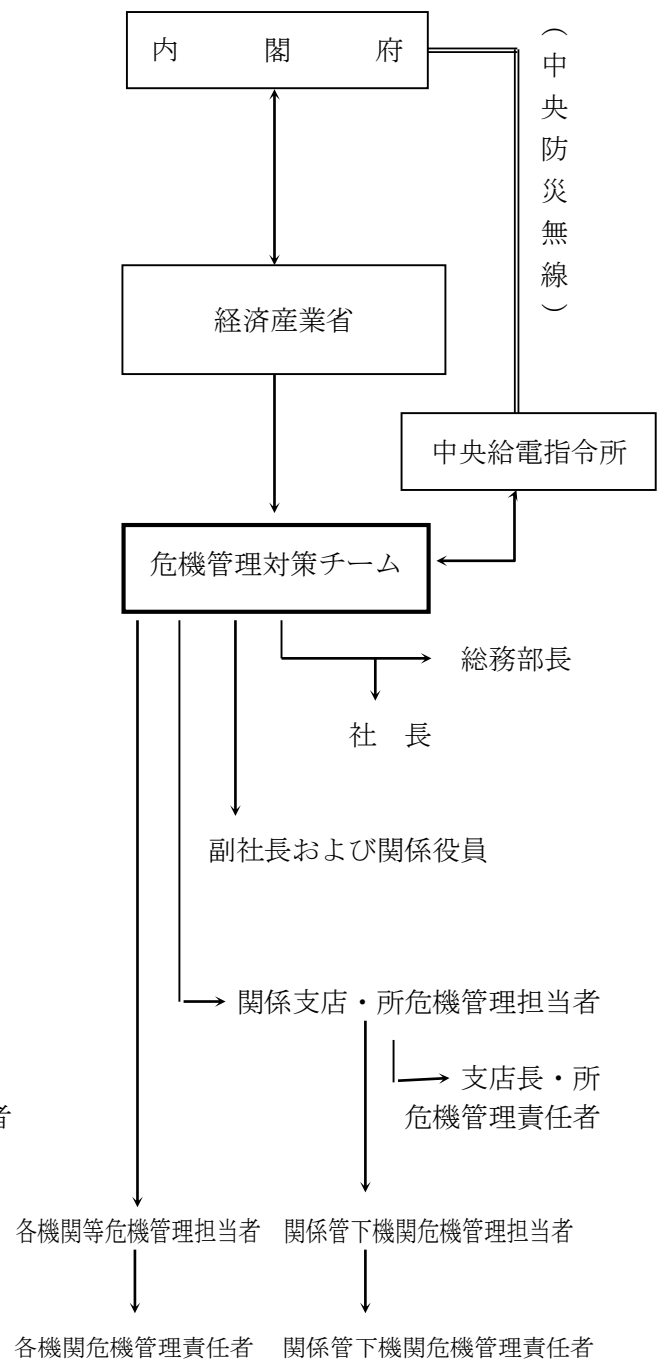 内　閣　府
（中央防災無線）
経済産業省
中央給電指令所
危機管理対策チーム
総務部長
社　長
副社長および関係役員
関係支店・所危機管理担当者
支店長・所
者
危機管理責任者
各機関等危機管理担当者
関係管下機関危機管理担当者
各機関危機管理責任者
関係管下機関危機管理責任者